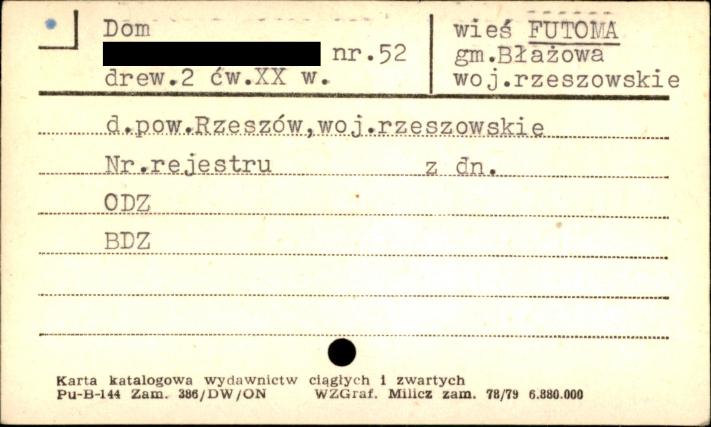 Dom
nr.52
drew.2 ćw.XX w.
wieś FUTOMA
gm.Błażowa
woj.rzeszowskie
d.pow.Rzeszów,woj.rzeszowskie
Nr.rejestru z dn.
ODZ
BDZ
Karta katalogowa wydawnictw ciągłych i zwartych
Pu-B-144 Zam. 386/DW/ON WZGraf. Milicz zam. 78/79 6.880.000